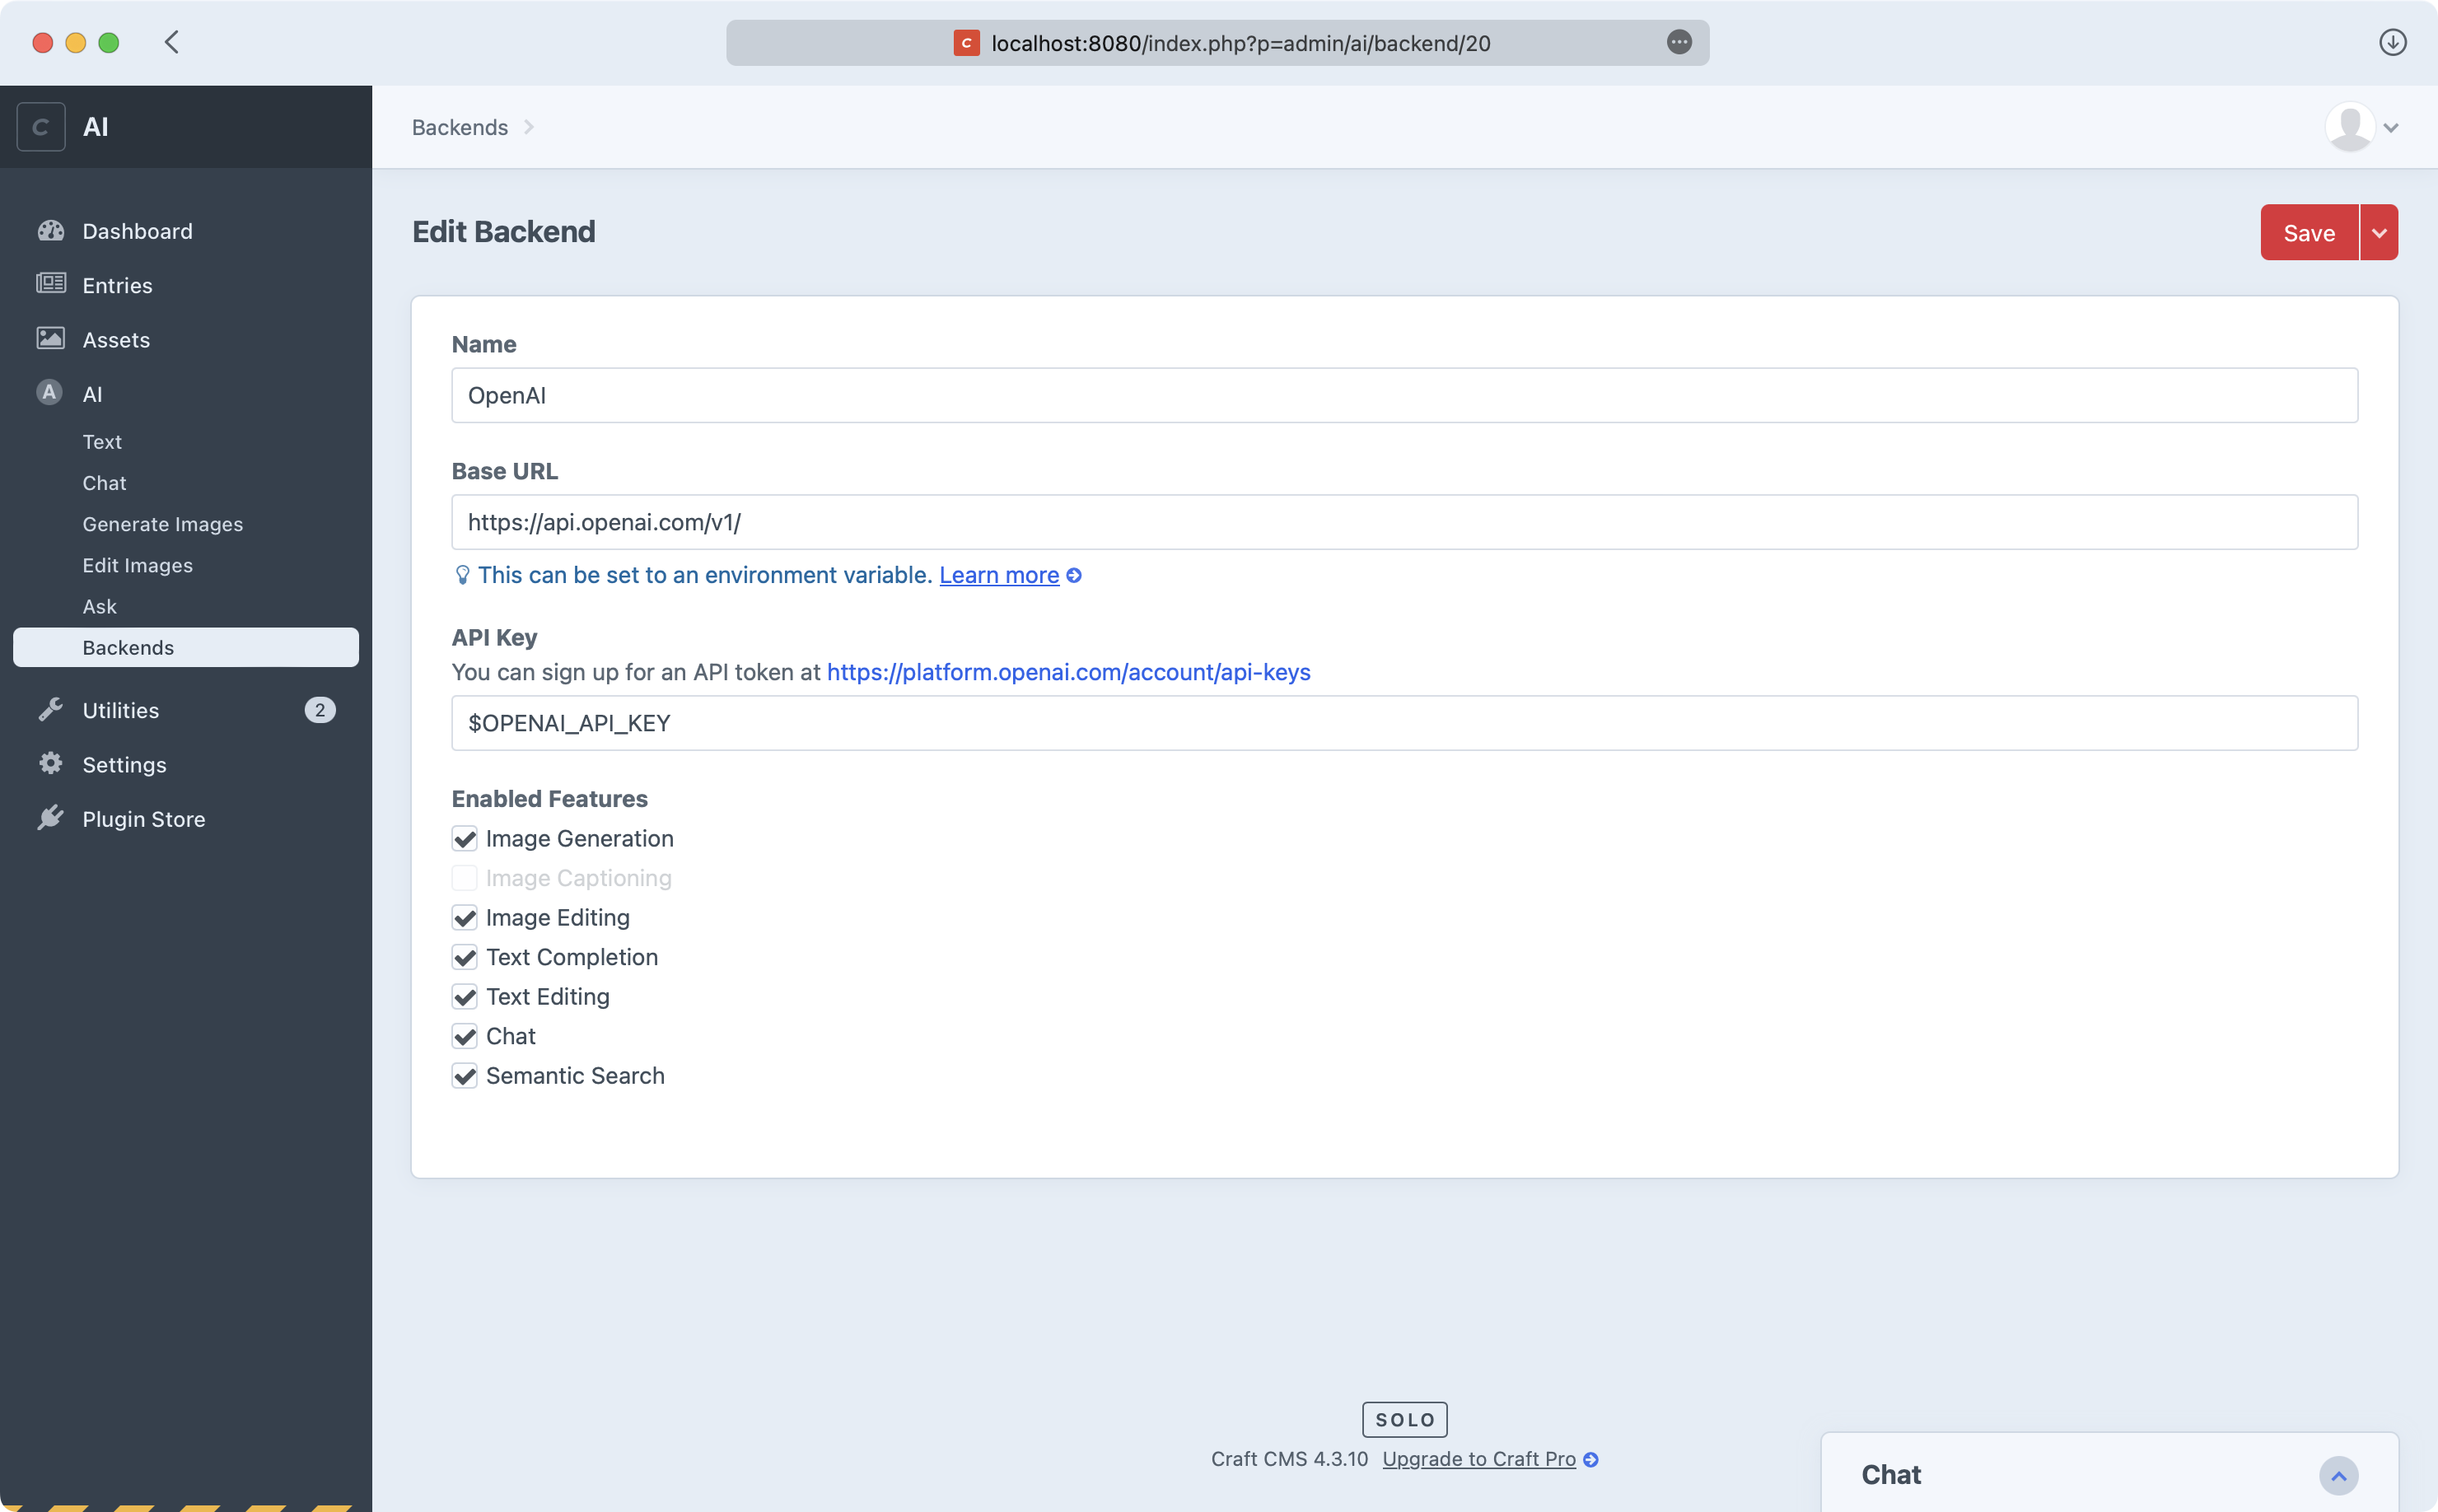 localhost:8080/index.php?p=admin/ai/backend/20
C
AI
Dashboard
Entries
Assets
A
AI
Text
Chat
Generate Images
Edit Images
Ask
Backends
Utilities
2
Settings
Plugin Store
Backends
Edit Backend
Save
Name
OpenAI
Base URL
https://api.openai.com/v1/
This can be set to an environment variable. Learn more
API Key
You can sign up for an API token at https://platform.openai.com/account/api-keys
$OPENAI_API_KEY
Enabled Features
Image Generation
Image Captioning
Image Editing
Text Completion
Text Editing
Chat
Semantic Search
SOLO
Craft CMS 4.3.10 Upgrade to Craft Pro
Chat